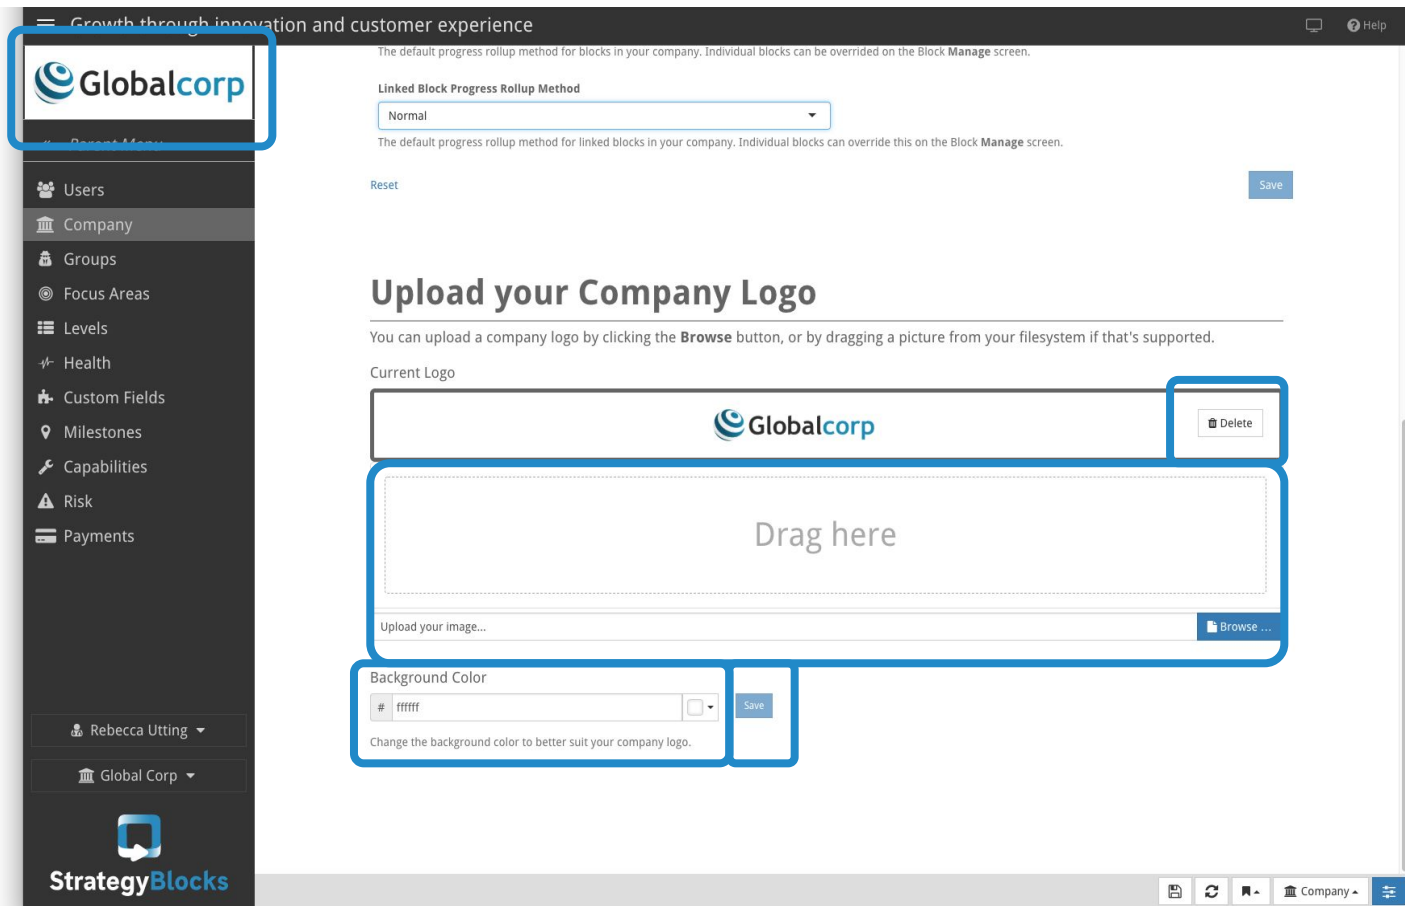 Growth through innovation and customer experience
Help
Globalcorp
Parent Menu
Users
Company
Groups
Focus Areas
Levels
Health
Custom Fields
Milestones
Capabilities
Risk
Payments
Rebecca Utting
Global Corp
StrategyBlocks
The default progress rollup method for blocks in your company. Individual blocks can be overrided on the Block Manage screen.
Linked Block Progress Rollup Method
Normal
The default progress rollup method for linked blocks in your company. Individual blocks can override this on the Block Manage screen.
Reset
Save
Upload your Company Logo
You can upload a company logo by clicking the Browse button, or by dragging a picture from your filesystem if that's supported.
Current Logo
Globalcorp
Delete
Drag here
Upload your image...
Browse ...
Background Color
# ffffff
Save
Change the background color to better suit your company logo.
Company